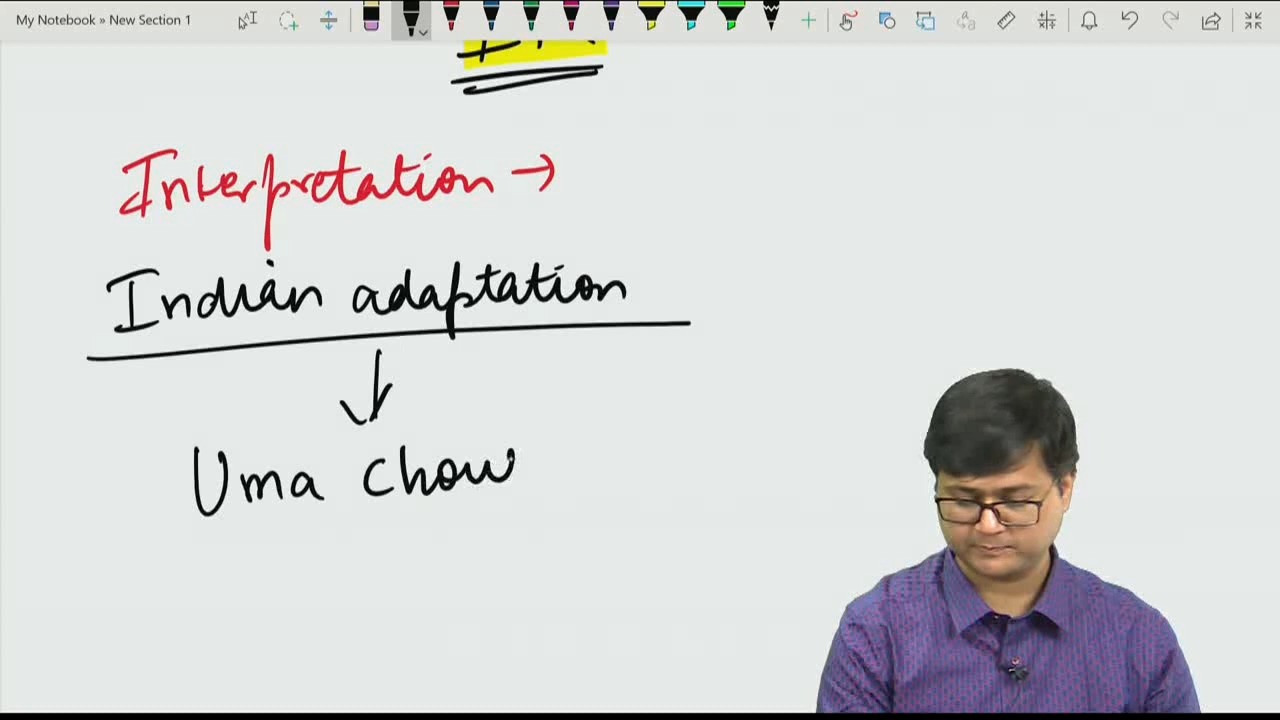 My Notebook » New Section 1
Interpretation →
Indian adaptation
Uma Chow